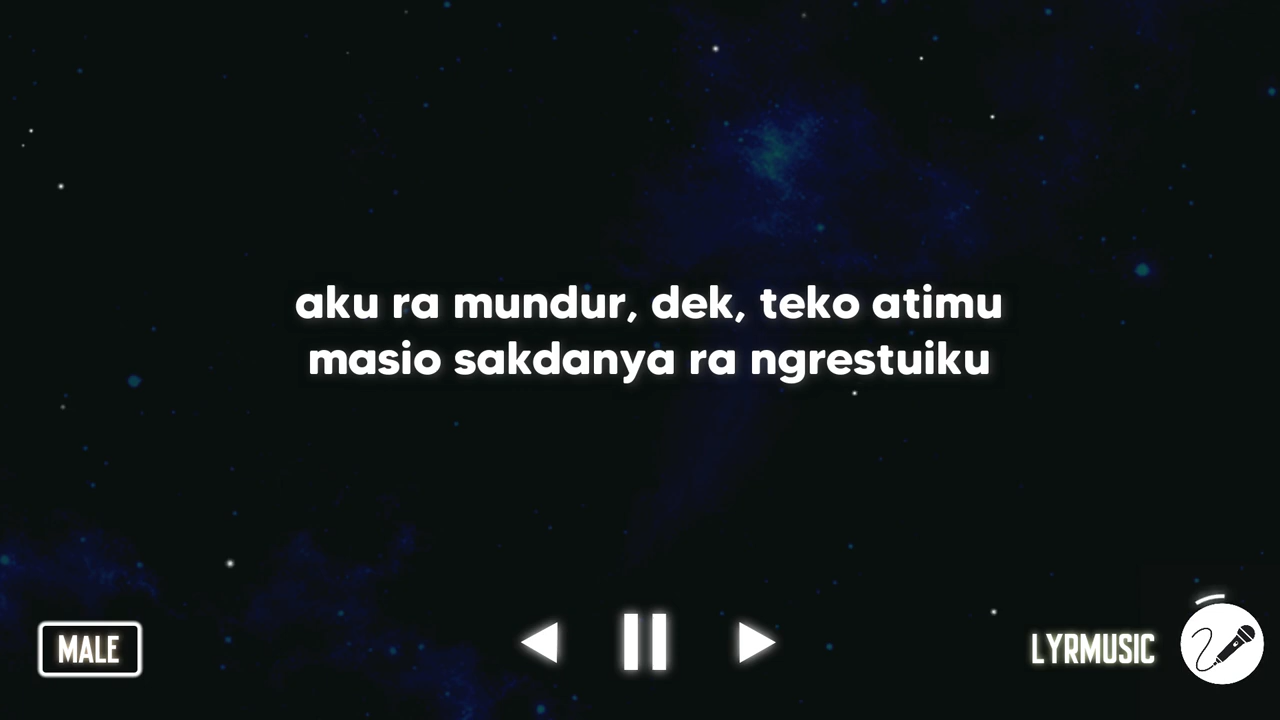 aku ra mundur, dek, teko atimu
masio sakdanya ra ngrestuiku
MALE
LYRMUSIC